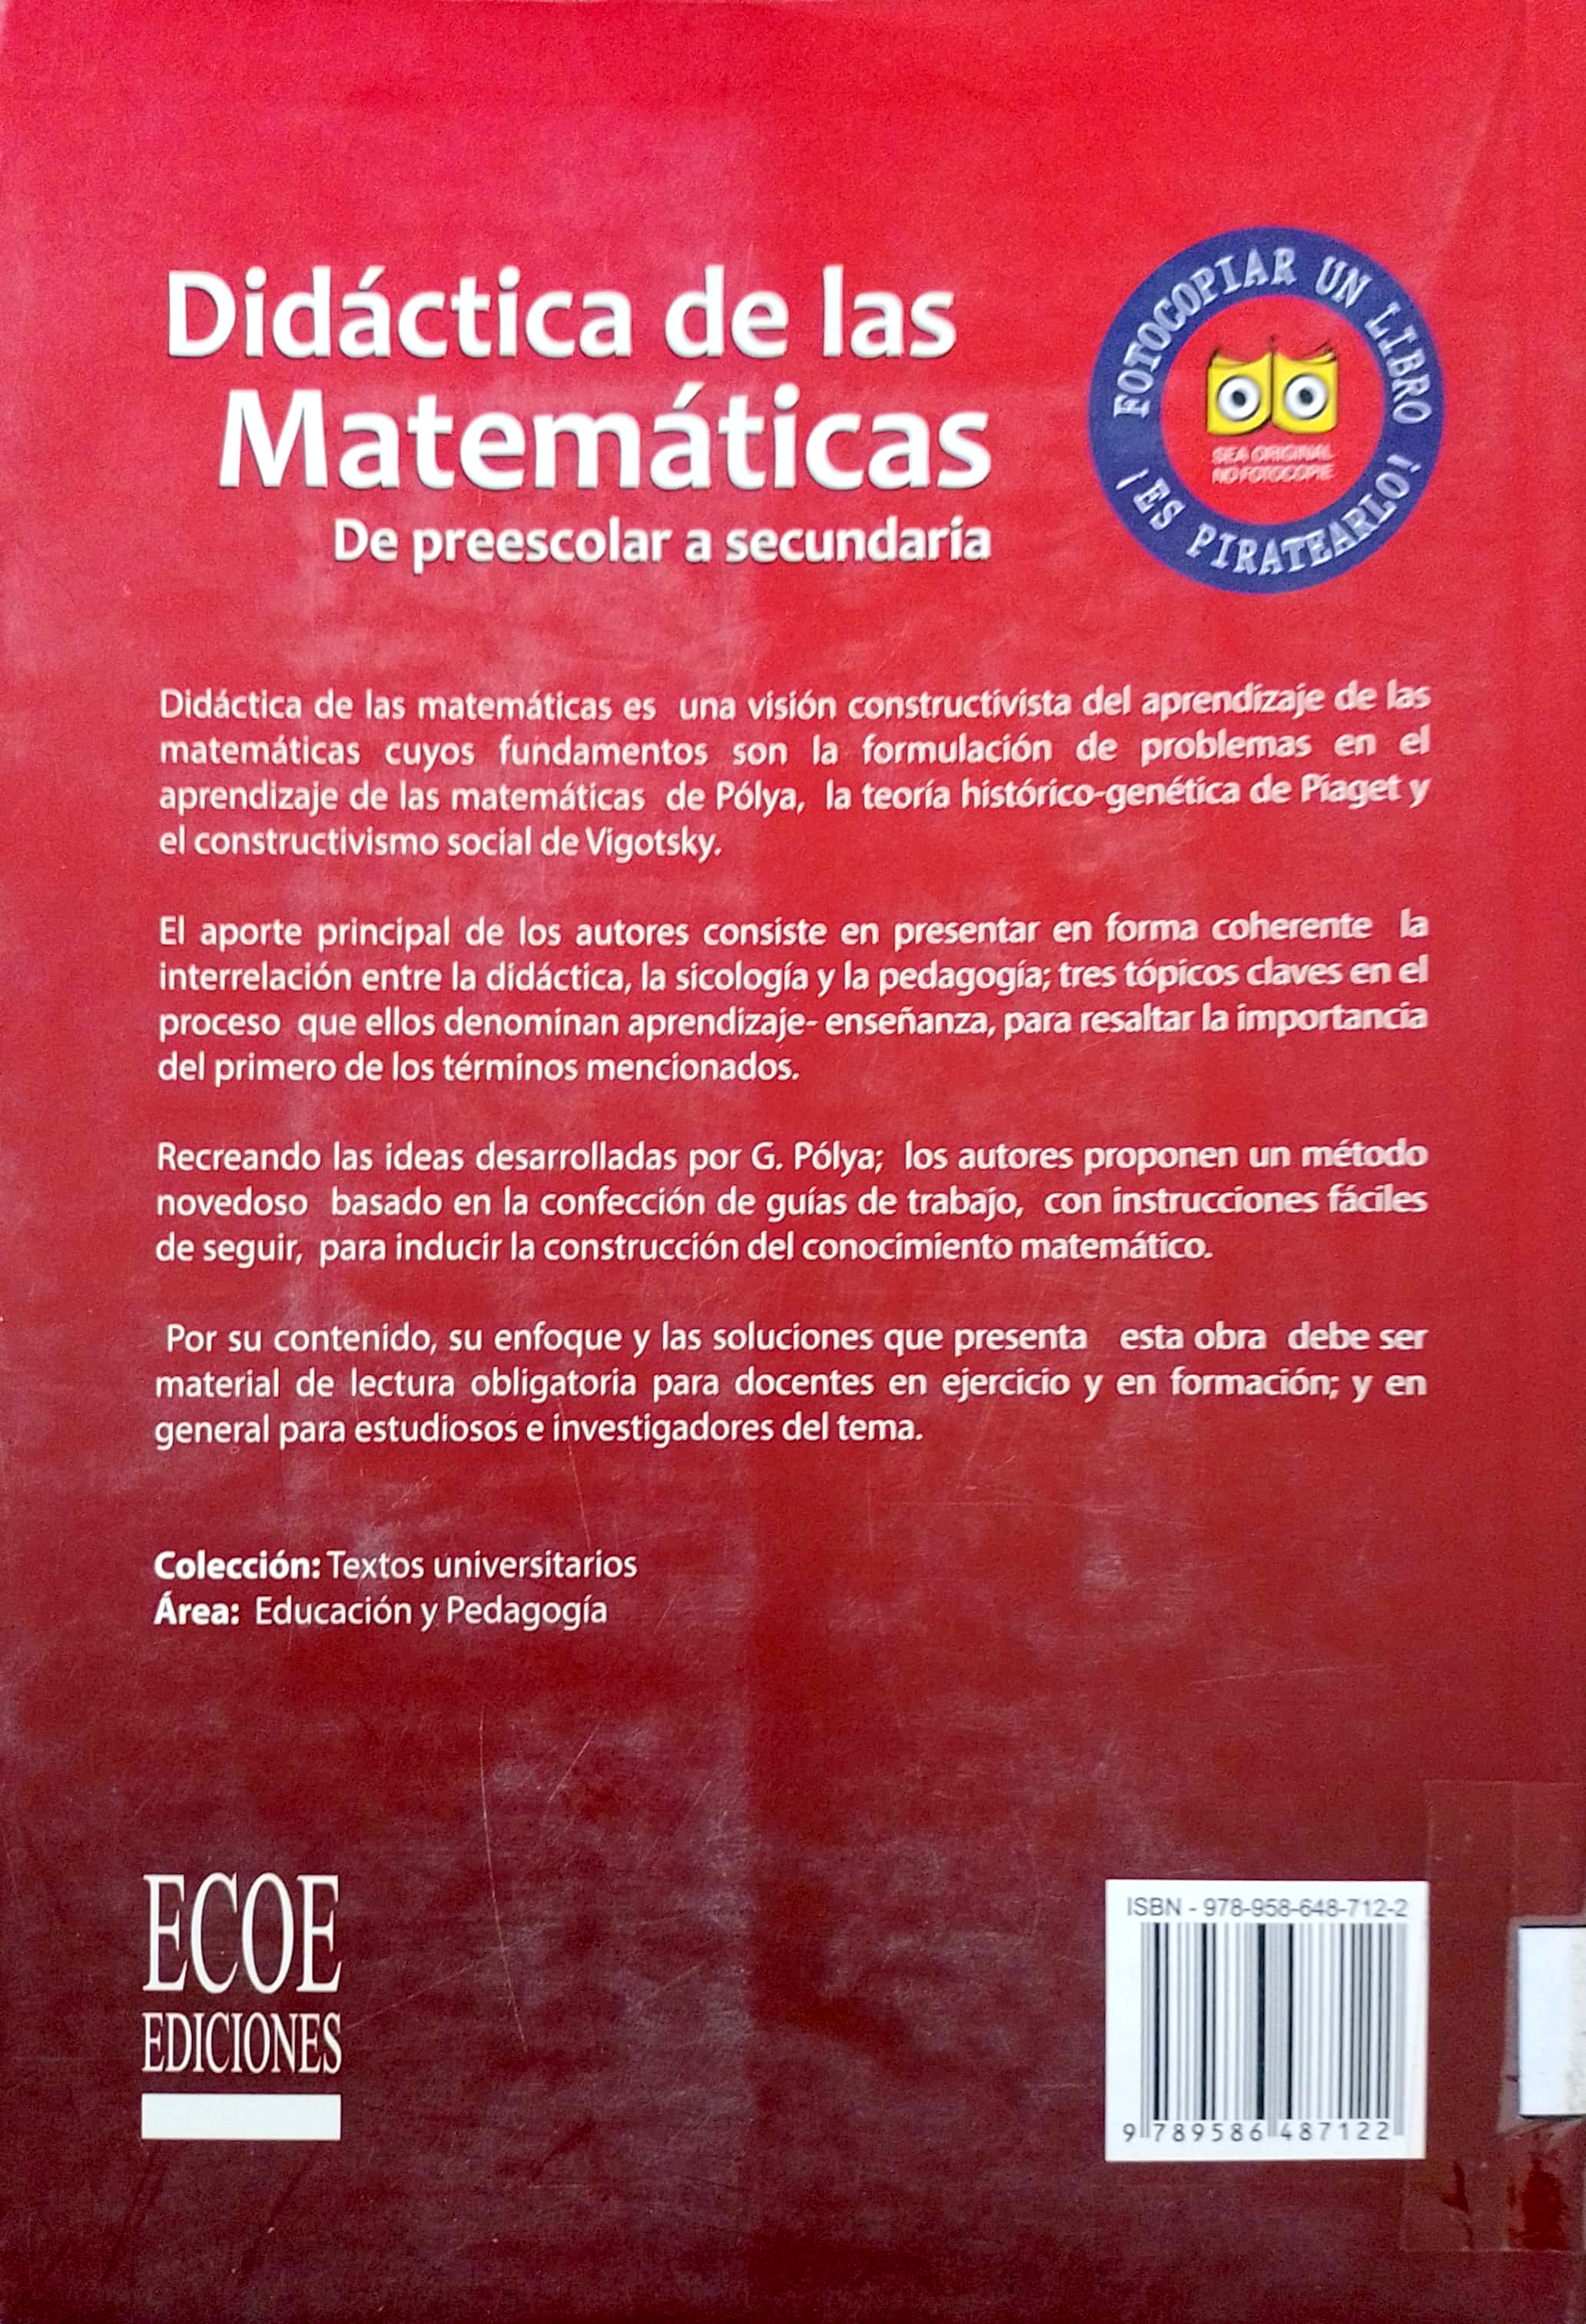 Didáctica de las
Matemáticas
De preescolar a secundaria
FOTOCOPIAR UN LIBRO
¡ES PIRATEARLO!
SEA ORIGINAL
NO FOTOCOPIE
Didáctica de las matemáticas es una visión constructivista del aprendizaje de las
matemáticas cuyos fundamentos son la formulación de problemas en el
aprendizaje de las matemáticas de Pólya, la teoría histórico-genética de Piaget y
el constructivismo social de Vigotsky.
El aporte principal de los autores consiste en presentar en forma coherente la
interrelación entre la didáctica, la sicología y la pedagogía; tres tópicos claves en el
proceso que ellos denominan aprendizaje- enseñanza, para resaltar la importancia
del primero de los términos mencionados.
Recreando las ideas desarrolladas por G. Pólya; los autores proponen un método
novedoso basado en la confección de guías de trabajo, con instrucciones fáciles
de seguir, para inducir la construcción del conocimiento matemático.
Por su contenido, su enfoque y las soluciones que presenta esta obra debe ser
material de lectura obligatoria para docentes en ejercicio y en formación; y en
general para estudiosos e investigadores del tema.
Colección: Textos universitarios
Área: Educación y Pedagogía
ECOE
EDICIONES
ISBN - 978-958-648-712-2
9 789586 487122